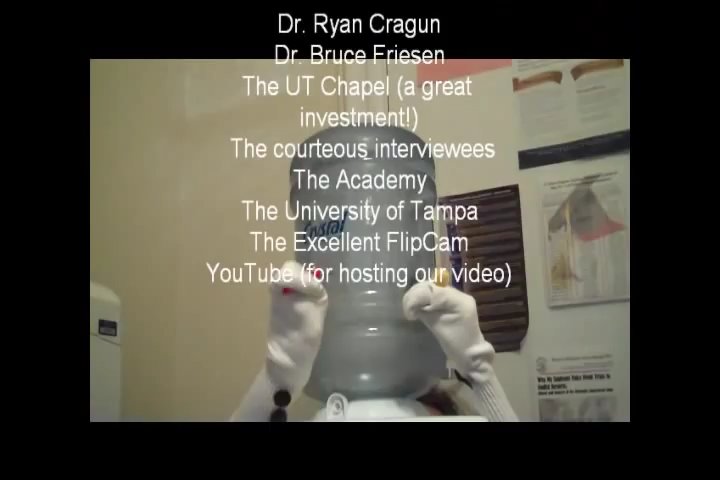 Dr. Ryan Cragun
Dr. Bruce Friesen
The UT Chapel (a great
investment!)
The courteous interviewees
The Academy
The University of Tampa
The Excellent FlipCam
YouTube (for hosting our video)
Crystal